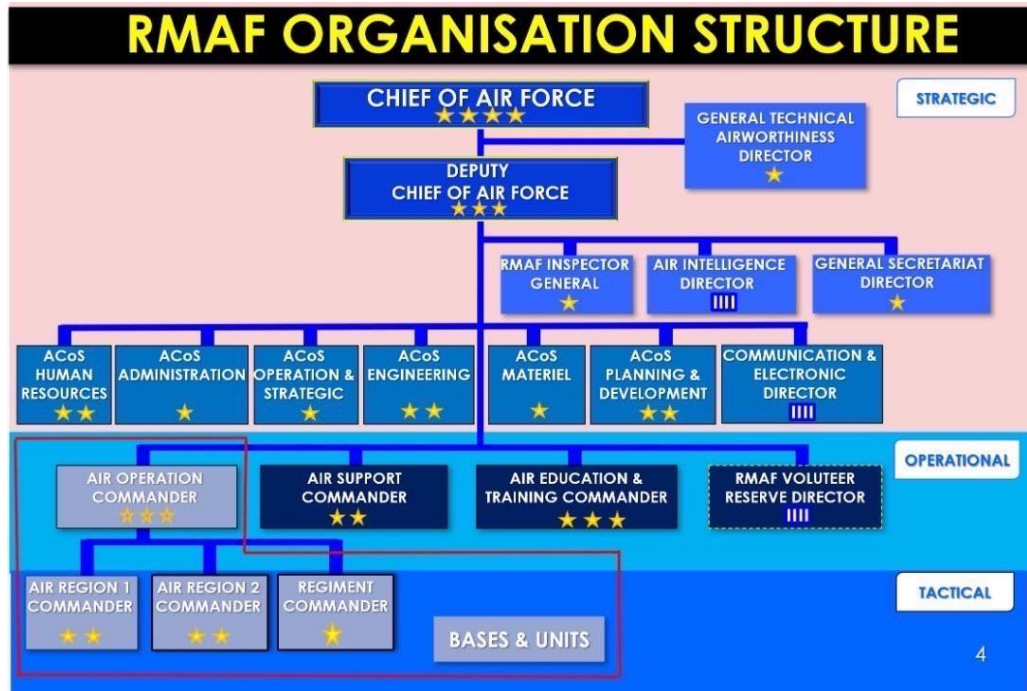 RMAF ORGANISATION STRUCTURE
CHIEF OF AIR FORCE
STRATEGIC
GENERAL TECHNICAL
AIRWORTHINESS
DIRECTOR
DEPUTY
CHIEF OF AIR FORCE
RMAF INSPECTOR
GENERAL
AIR INTELLIGENCE
DIRECTOR
GENERAL SECRETARIAT
DIRECTOR
ACoS
HUMAN
RESOURCES
ACoS
ADMINISTRATION
ACoS
OPERATION &
STRATEGIC
ACoS
ENGINEERING
ACoS
MATERIEL
ACoS
PLANNING &
DEVELOPMENT
COMMUNICATION &
ELECTRONIC
DIRECTOR
OPERATIONAL
AIR OPERATION
COMMANDER
AIR SUPPORT
COMMANDER
AIR EDUCATION &
TRAINING COMMANDER
RMAF VOLUTEER
RESERVE DIRECTOR
TACTICAL
AIR REGION 1
COMMANDER
AIR REGION 2
COMMANDER
REGIMENT
COMMANDER
BASES & UNITS
4